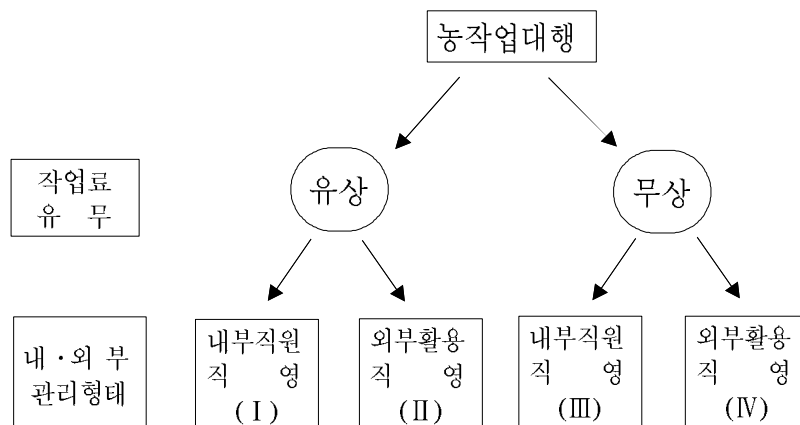 농작업대행
작업료
유 무
유상
무상
내·외 부
관리형태
내부직원
직 영
(Ⅰ)
외부활용
직 영
(Ⅱ)
내부직원
직 영
(Ⅲ)
외부활용
직 영
(Ⅳ)